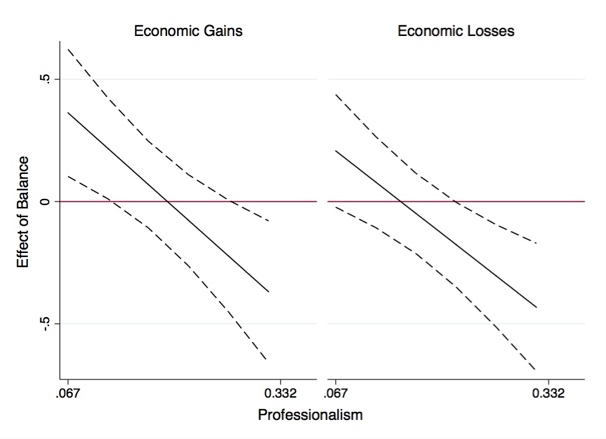 Economic Gains
Economic Losses
Effect of Balance
.5
0
-.5
.067
0.332
.067
0.332
Professionalism